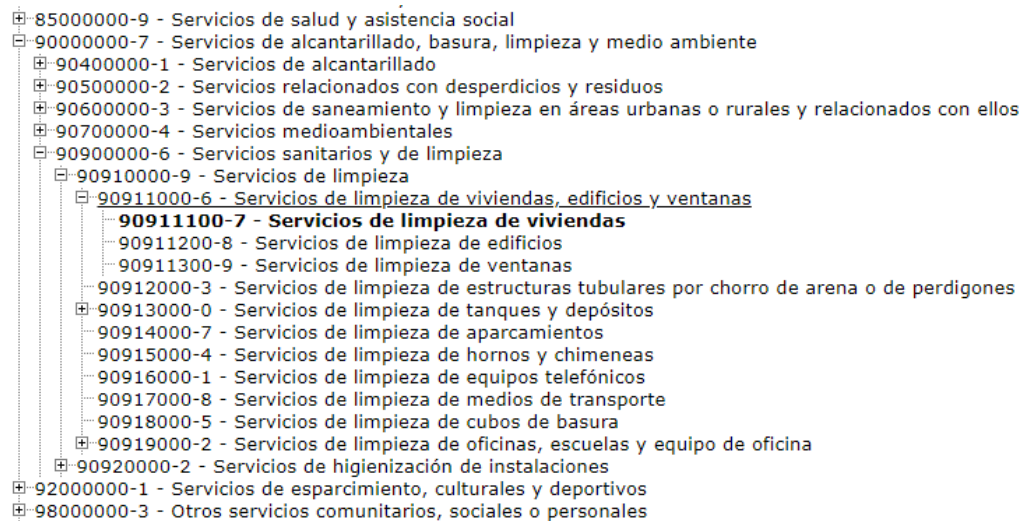 85000000-9 - Servicios de salud y asistencia social
90000000-7 - Servicios de alcantarillado, basura, limpieza y medio ambiente
90400000-1 - Servicios de alcantarillado
90500000-2 - Servicios relacionados con desperdicios y residuos
90600000-3 - Servicios de saneamiento y limpieza en áreas urbanas o rurales y relacionados con ellos
90700000-4 - Servicios medioambientales
90900000-6 - Servicios sanitarios y de limpieza
90910000-9 - Servicios de limpieza
90911000-6 - Servicios de limpieza de viviendas, edificios y ventanas
90911100-7 - Servicios de limpieza de viviendas
90911200-8 - Servicios de limpieza de edificios
90911300-9 - Servicios de limpieza de ventanas
90912000-3 - Servicios de limpieza de estructuras tubulares por chorro de arena o de perdigones
90913000-0 - Servicios de limpieza de tanques y depósitos
90914000-7 - Servicios de limpieza de aparcamientos
90915000-4 - Servicios de limpieza de hornos y chimeneas
90916000-1 - Servicios de limpieza de equipos telefónicos
90917000-8 - Servicios de limpieza de medios de transporte
90918000-5 - Servicios de limpieza de cubos de basura
90919000-2 - Servicios de limpieza de oficinas, escuelas y equipo de oficina
90920000-2 - Servicios de higienización de instalaciones
92000000-1 - Servicios de esparcimiento, culturales y deportivos
98000000-3 - Otros servicios comunitarios, sociales o personales